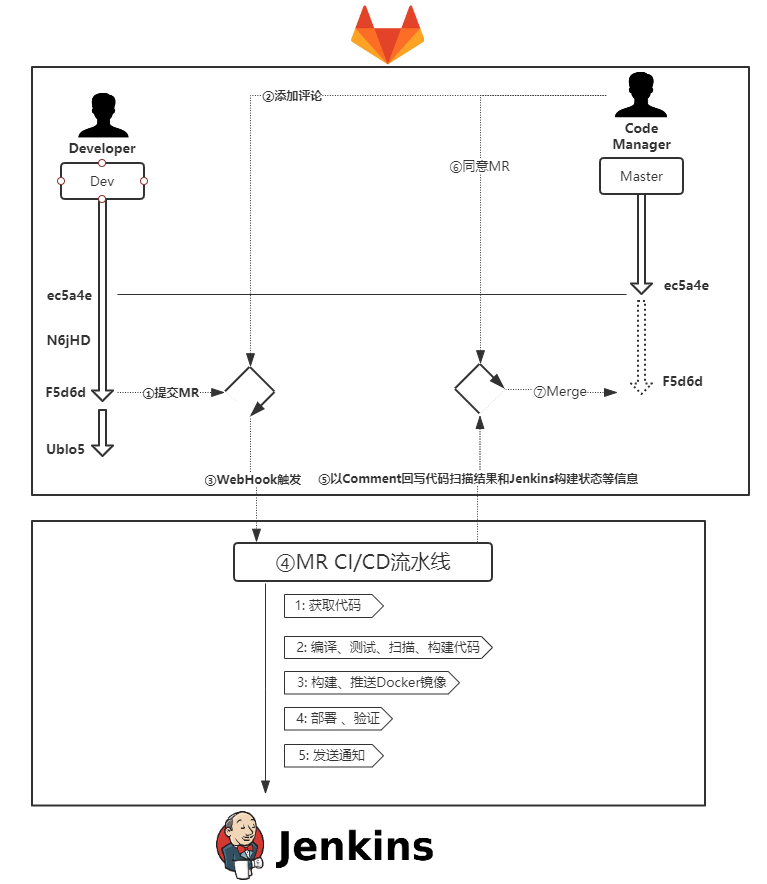 ②添加评论
Developer
Code
Manager
⑥同意MR
Dev
Master
ec5a4e
ec5a4e
N6jHD
F5d6d
①提交MR
⑦Merge
F5d6d
Ublo5
③WebHook触发
⑤以Comment回写代码扫描结果和Jenkins构建状态等信息
④MR CI/CD流水线
1: 获取代码
2: 编译、测试、扫描、构建代码
3: 构建、推送Docker镜像
4: 部署 、验证
5: 发送通知
Jenkins